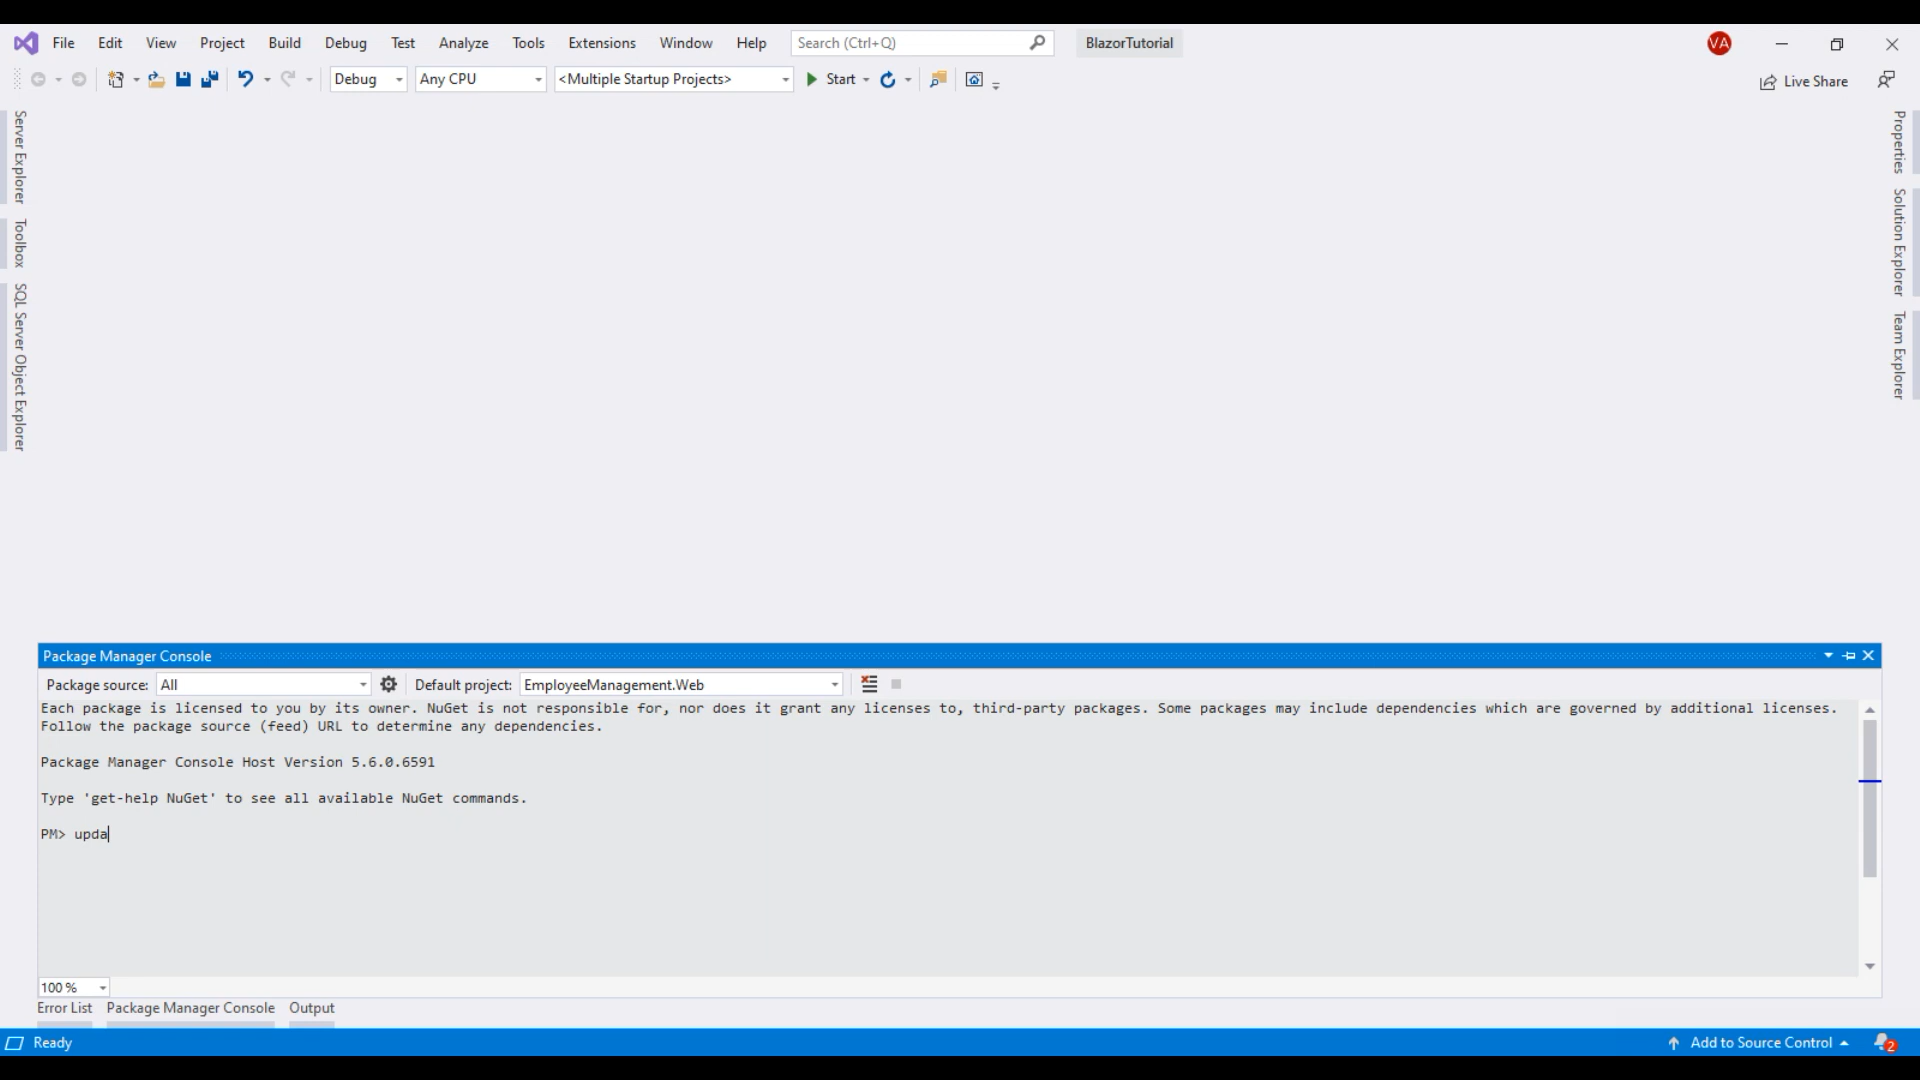 File Edit View Project Build Debug Test Analyze Tools Extensions Window Help Search (Ctrl+Q) BlazorTutorial VA
Debug Any CPU <Multiple Startup Projects> Start Live Share
Server Explorer
Toolbox
SQL Server Object Explorer
Properties
Solution Explorer
Team Explorer
Package Manager Console
Package source: All Default project: EmployeeManagement.Web
Each package is licensed to you by its owner. NuGet is not responsible for, nor does it grant any licenses to, third-party packages. Some packages may include dependencies which are governed by additional licenses.
Follow the package source (feed) URL to determine any dependencies.
Package Manager Console Host Version 5.6.0.6591
Type 'get-help NuGet' to see all available NuGet commands.
PM> upda
100 %
Error List Package Manager Console Output
Ready Add to Source Control 2